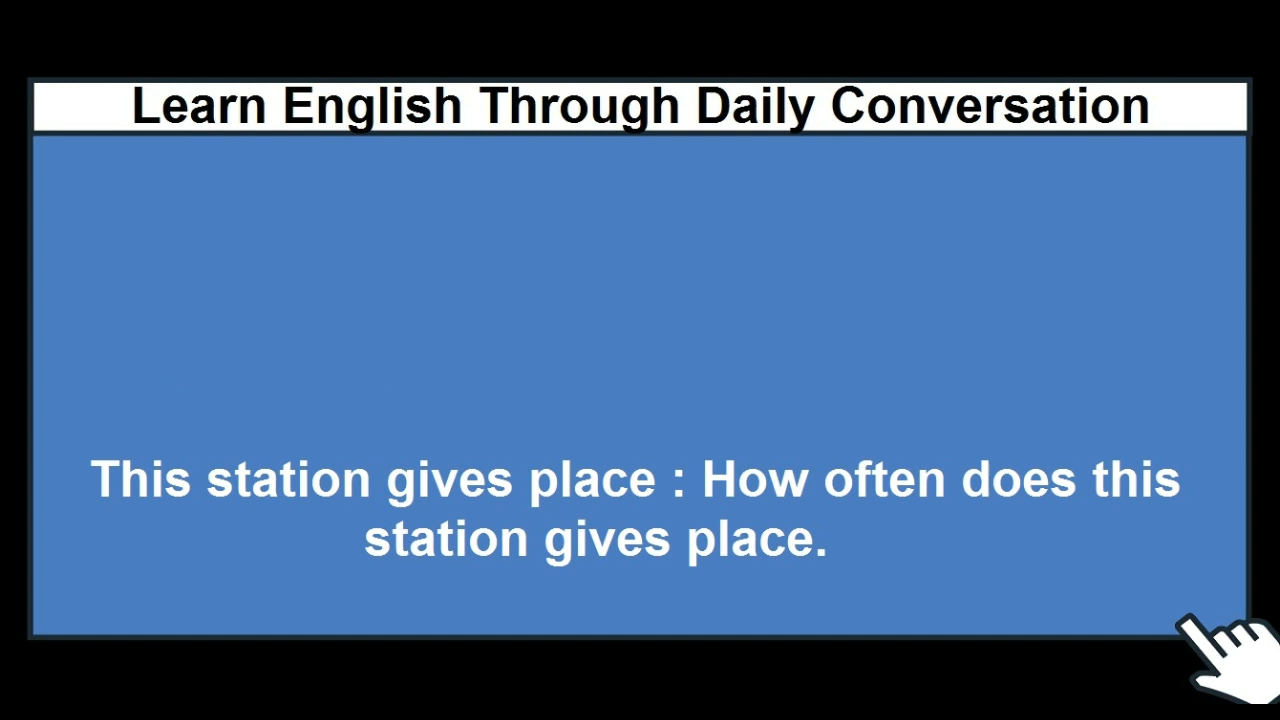 Learn English Through Daily Conversation
This station gives place : How often does this
station gives place.